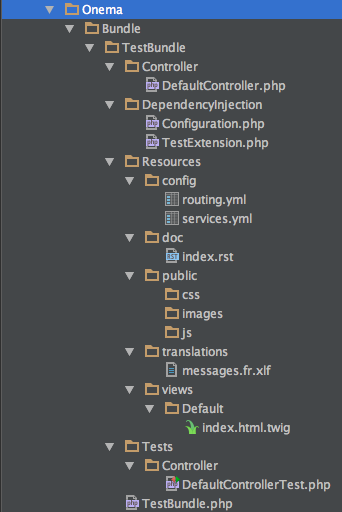 Onema
Bundle
TestBundle
Controller
DefaultController.php
DependencyInjection
Configuration.php
TestExtension.php
Resources
config
routing.yml
services.yml
doc
index.rst
public
css
images
js
translations
messages.fr.xlf
views
Default
index.html.twig
Tests
Controller
DefaultControllerTest.php
TestBundle.php